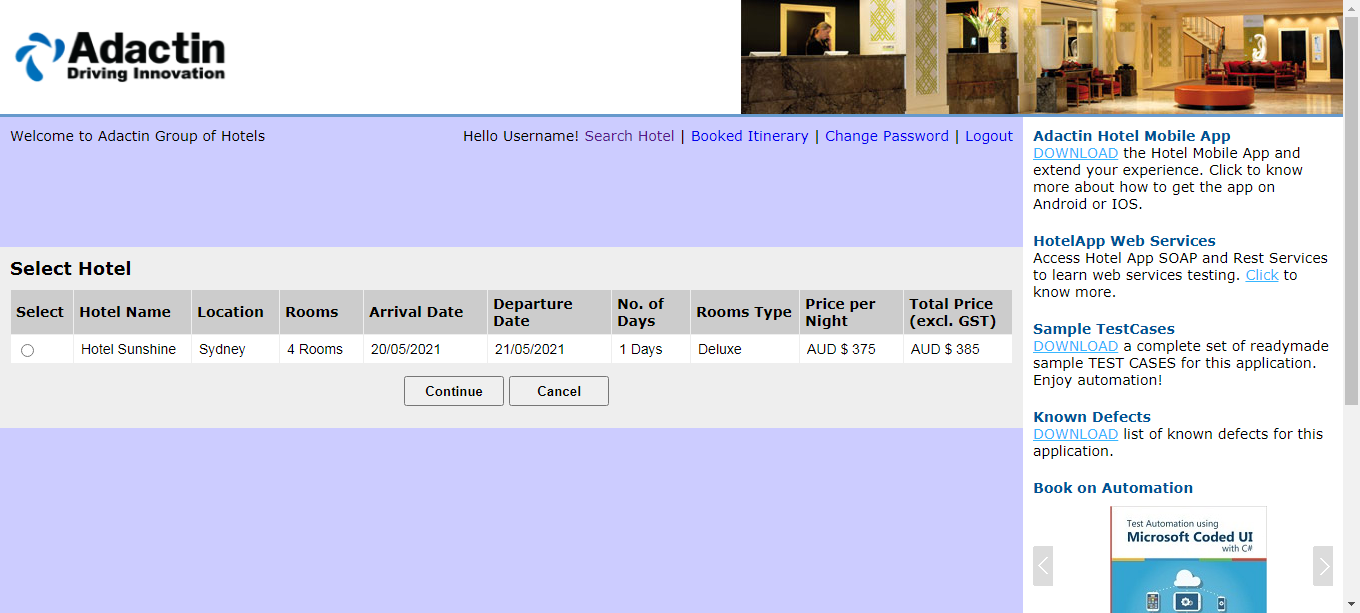 Adactin
Driving Innovation
Welcome to Adactin Group of Hotels
Hello Username! Search Hotel | Booked Itinerary | Change Password | Logout
Select Hotel
Select Hotel Name Location Rooms Arrival Date Departure Date No. of Days Rooms Type Price per Night Total Price (excl. GST)
Hotel Sunshine Sydney 4 Rooms 20/05/2021 21/05/2021 1 Days Deluxe AUD $ 375 AUD $ 385
Continue Cancel
Adactin Hotel Mobile App
DOWNLOAD the Hotel Mobile App and
extend your experience. Click to know
more about how to get the app on
Android or IOS.
HotelApp Web Services
Access Hotel App SOAP and Rest Services
to learn web services testing. Click to
know more.
Sample TestCases
DOWNLOAD a complete set of readymade
sample TEST CASES for this application.
Enjoy automation!
Known Defects
DOWNLOAD list of known defects for this
application.
Book on Automation
Test Automation using
Microsoft Coded UI
with C#